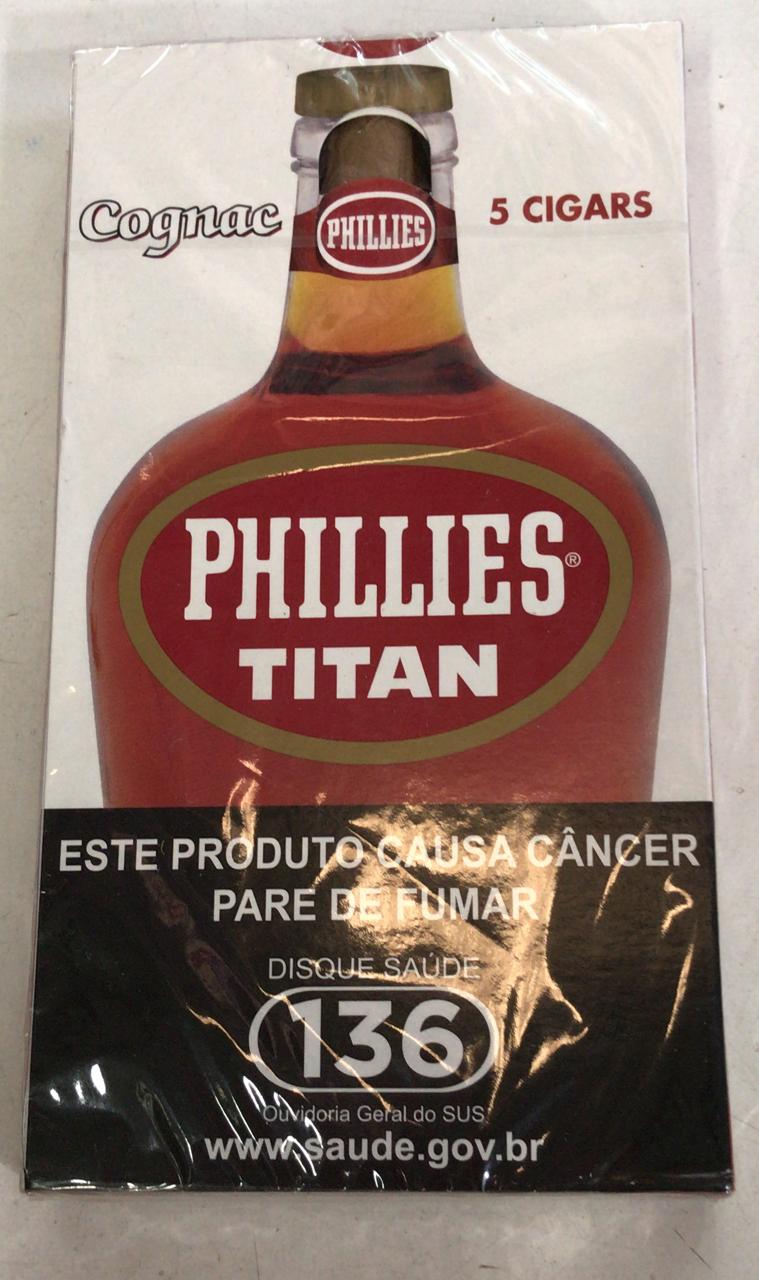 Cognac
5 CIGARS
PHILLIES
PHILLIES®
TITAN
ESTE PRODUTO CAUSA CÂNCER
PARE DE FUMAR
DISQUE SAÚDE
136
Ouvidoria Geral do SUS
www.saude.gov.br